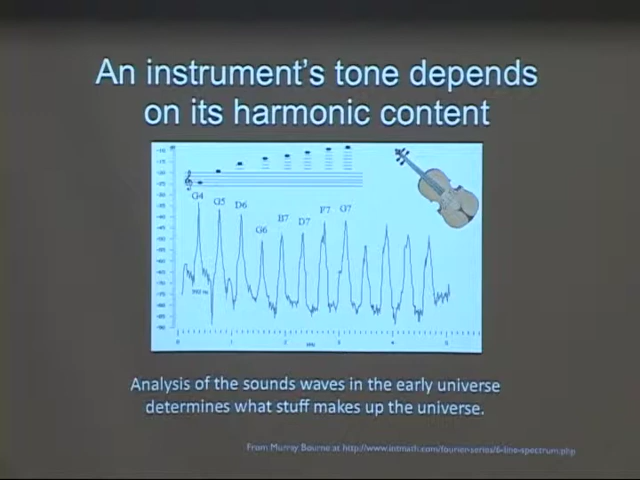 An instrument's tone depends
on its harmonic content
G4
G5
D6
G6
B7
D7
F7
G7
Analysis of the sounds waves in the early universe
determines what stuff makes up the universe.
From Murray Bourne at http://www.intmath.com/fourier-series/6-line-spectrum.php